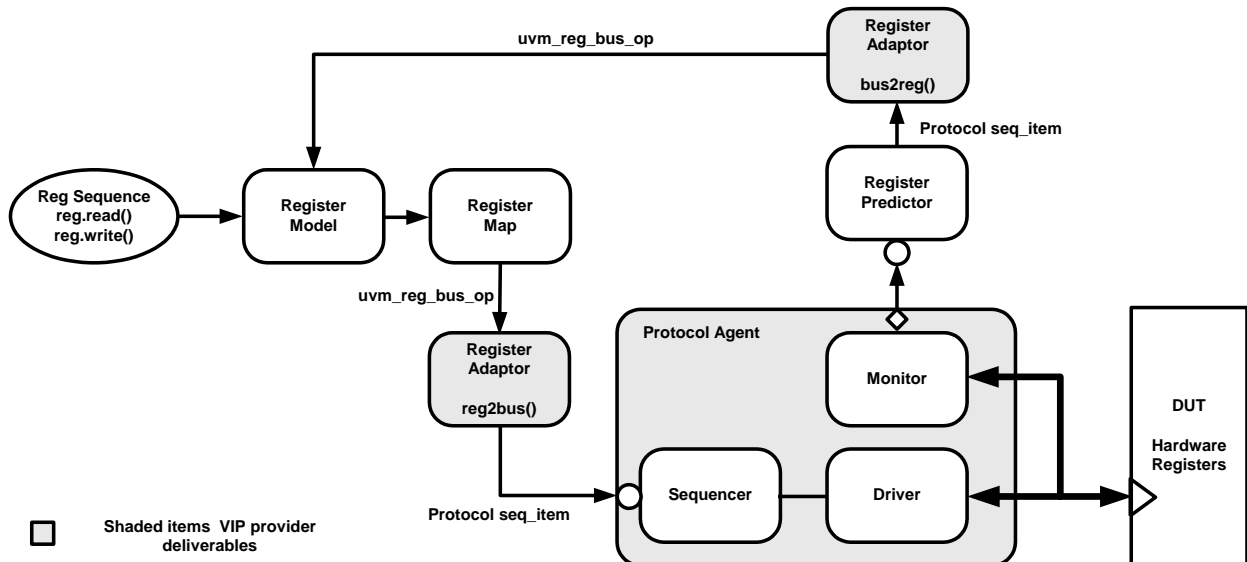 uvm_reg_bus_op
Register
Adaptor
bus2reg()
Protocol seq_item
Reg Sequence
reg.read()
reg.write()
Register
Model
Register
Map
Register
Predictor
uvm_reg_bus_op
Register
Adaptor
reg2bus()
Protocol Agent
Monitor
DUT
Hardware
Registers
Sequencer
Driver
Protocol seq_item
Shaded items  VIP provider
deliverables